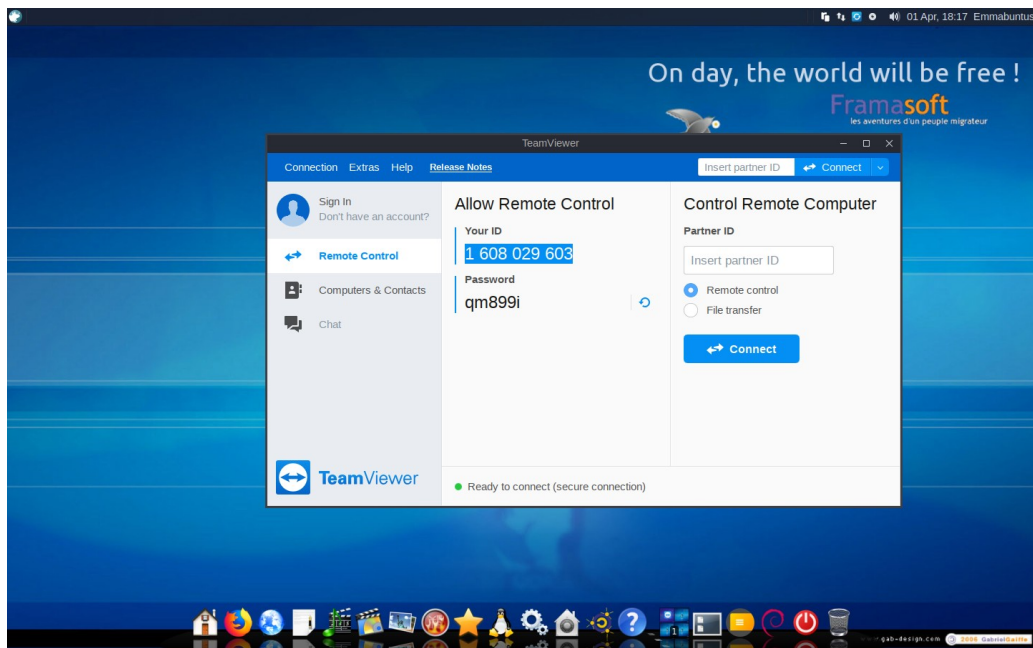 01 Apr, 18:17 Emmabuntus
On day, the world will be free !
Framasoft
les aventures d'un peuple migrateur
TeamViewer
Connection Extras Help Release Notes
Insert partner ID Connect
Sign In
Don't have an account?
Remote Control
Computers & Contacts
Chat
TeamViewer
Allow Remote Control
Your ID
1 608 029 603
Password
qm899i
Control Remote Computer
Partner ID
Insert partner ID
Remote control
File transfer
Connect
Ready to connect (secure connection)
1
gab-design.com 2006 GabrielGaiffe